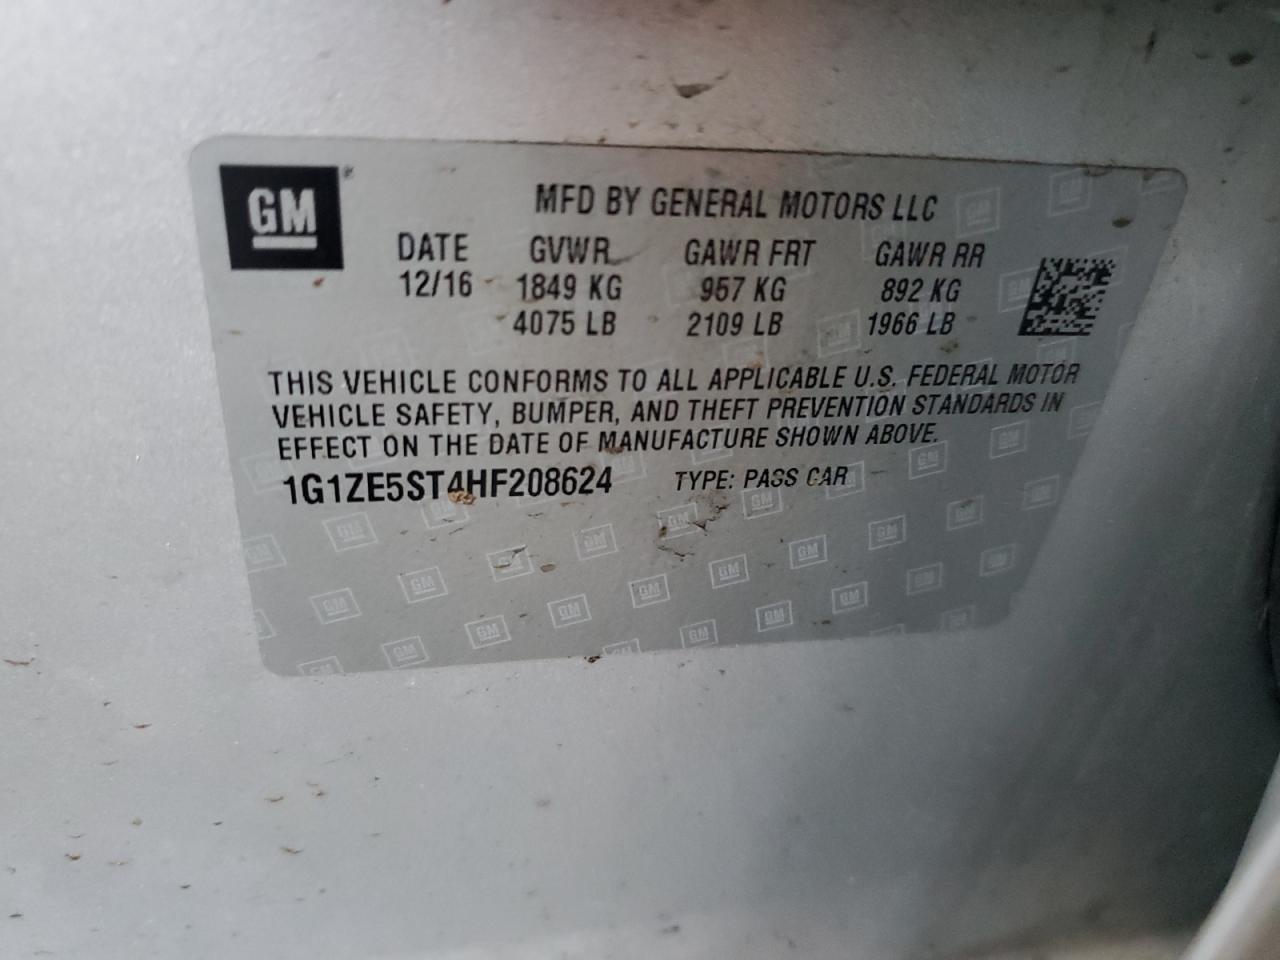 GM
MFD BY GENERAL MOTORS LLC
DATE GVWR GAWR FRT GAWR RR
12/16 1849 KG 957 KG 892 KG
4075 LB 2109 LB 1966 LB
THIS VEHICLE CONFORMS TO ALL APPLICABLE U.S. FEDERAL MOTOR
VEHICLE SAFETY, BUMPER, AND THEFT PREVENTION STANDARDS IN
EFFECT ON THE DATE OF MANUFACTURE SHOWN ABOVE.
1G1ZE5ST4HF208624 TYPE: PASS CAR